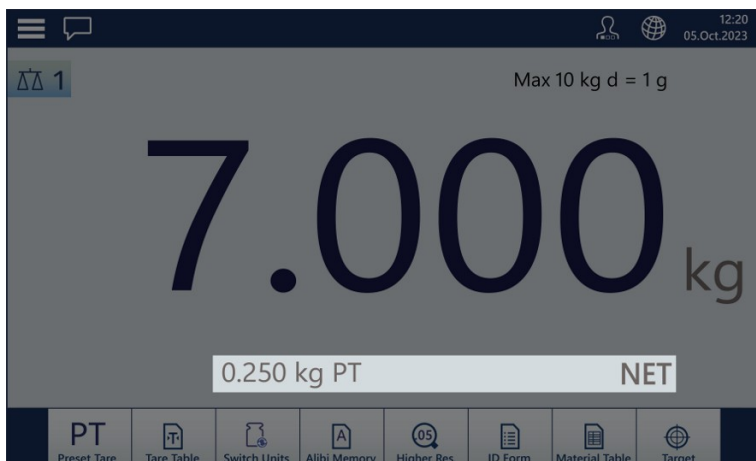 12:20
05.Oct.2023
1
Max 10 kg d = 1 g
7.000 kg
0.250 kg PT NET
PT
Preset Tare
T
Tare Table
Switch Units
A
Alibi Memory
.05
Higher Res.
ID Form
Material Table
Target